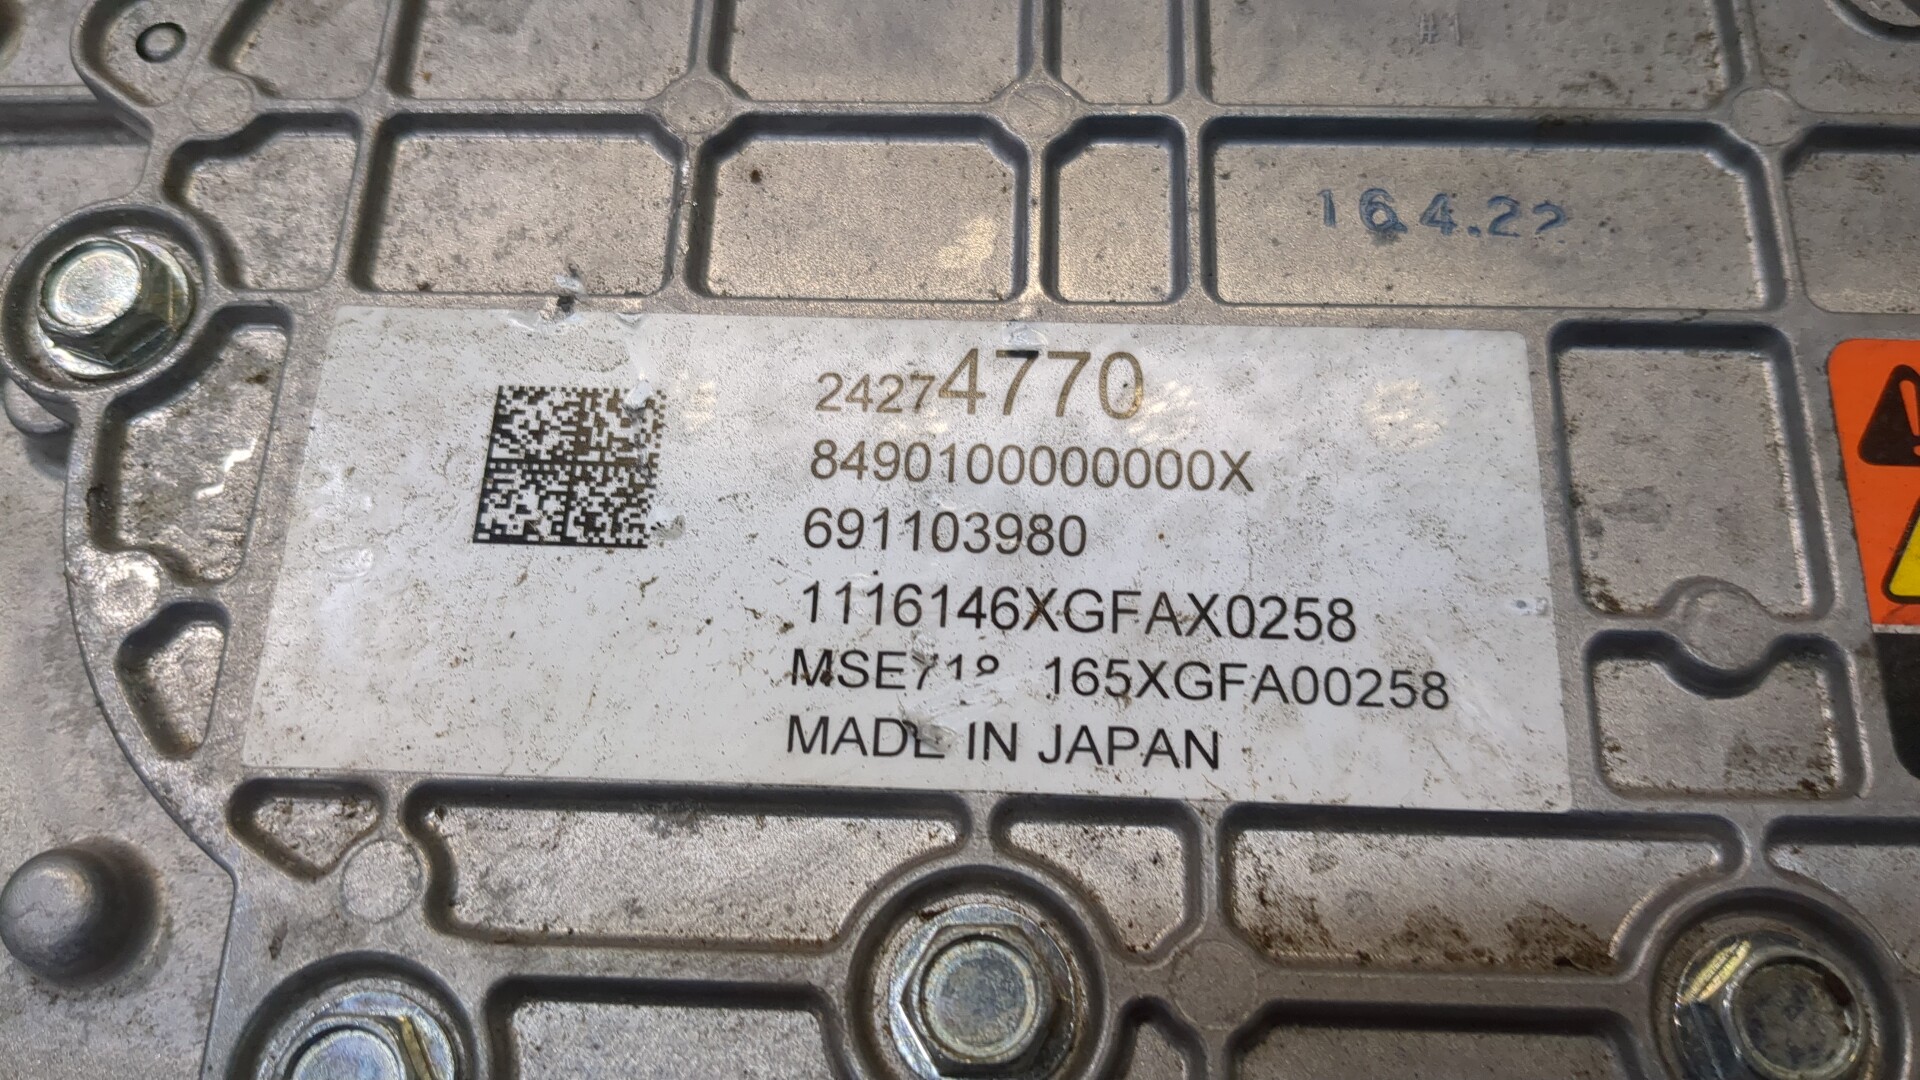 #1
16.4.22
24274770
8490100000000X
691103980
1116146XGFAX0258
165XGFA00258
MADE IN JAPAN